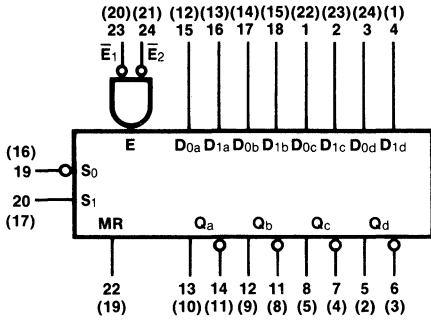 (20) (21) (12) (13) (14) (15) (22) (23) (24) (1)
23 24 15 16 17 18 1 2 3 4
E̅₁ E̅₂
E D₀ₐ D₁ₐ D₀b D₁b D₀c D₁c D₀d D₁d
(16)
19 S₀
20 S₁
(17)
MR Qₐ Qb Qc Qd
22 13 14 12 11 8 7 5 6
(19) (10) (11) (9) (8) (5) (4) (2) (3)